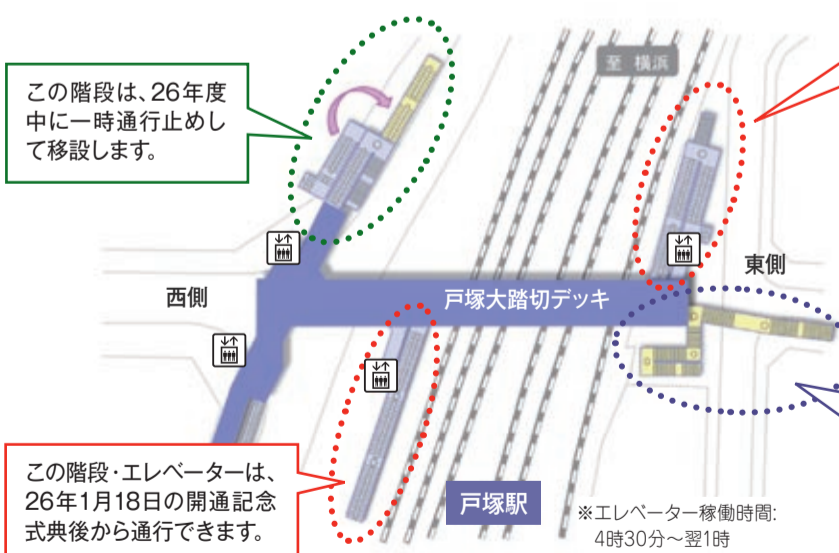 至 横浜
この階段は、26年度
中に一時通行止めし
て移設します。
東側
西側
戸塚大踏切デッキ
この階段・エレベーターは、
26年1月18日の開通記念
式典後から通行できます。
戸塚駅
※エレベーター稼働時間:
4時30分〜翌1時